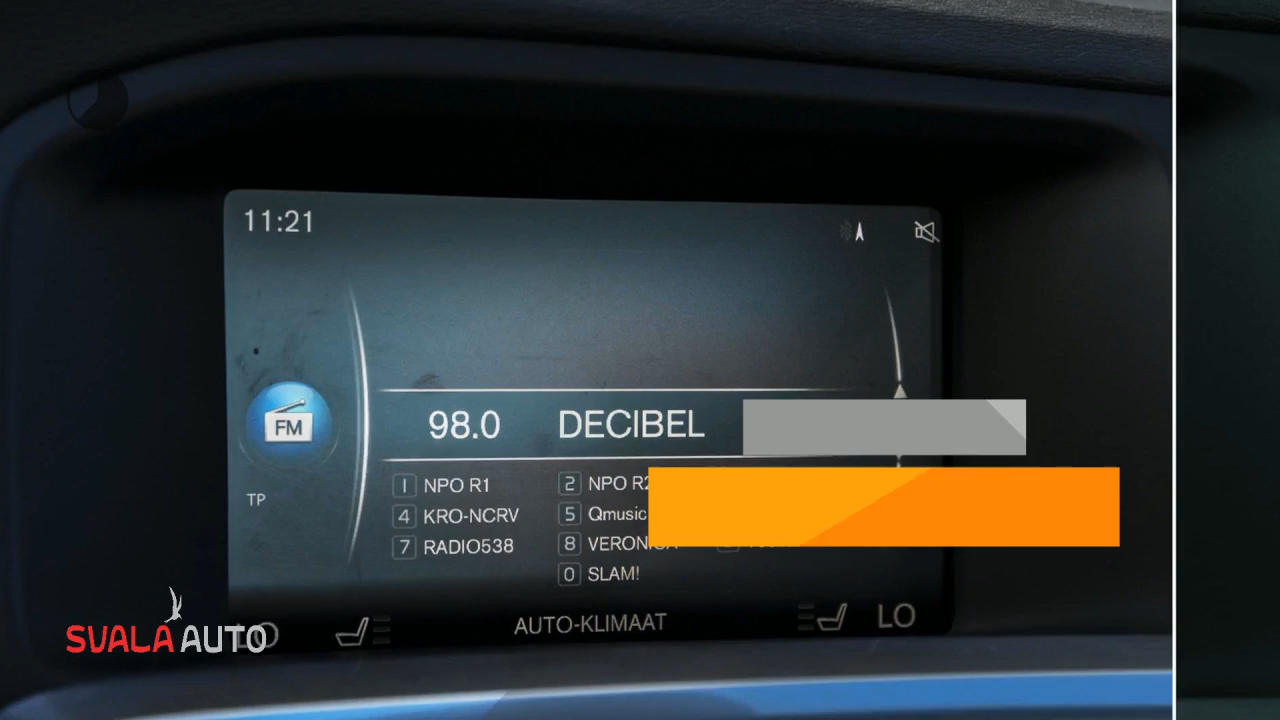 11:21
FM
98.0 DECIBEL
TP
1 NPO R1 2 NPO R2
4 KRO-NCRV 5 Qmusic
7 RADIO538 8 VERONICA
0 SLAM!
AUTO-KLIMAAT LO
SVALA AUTO